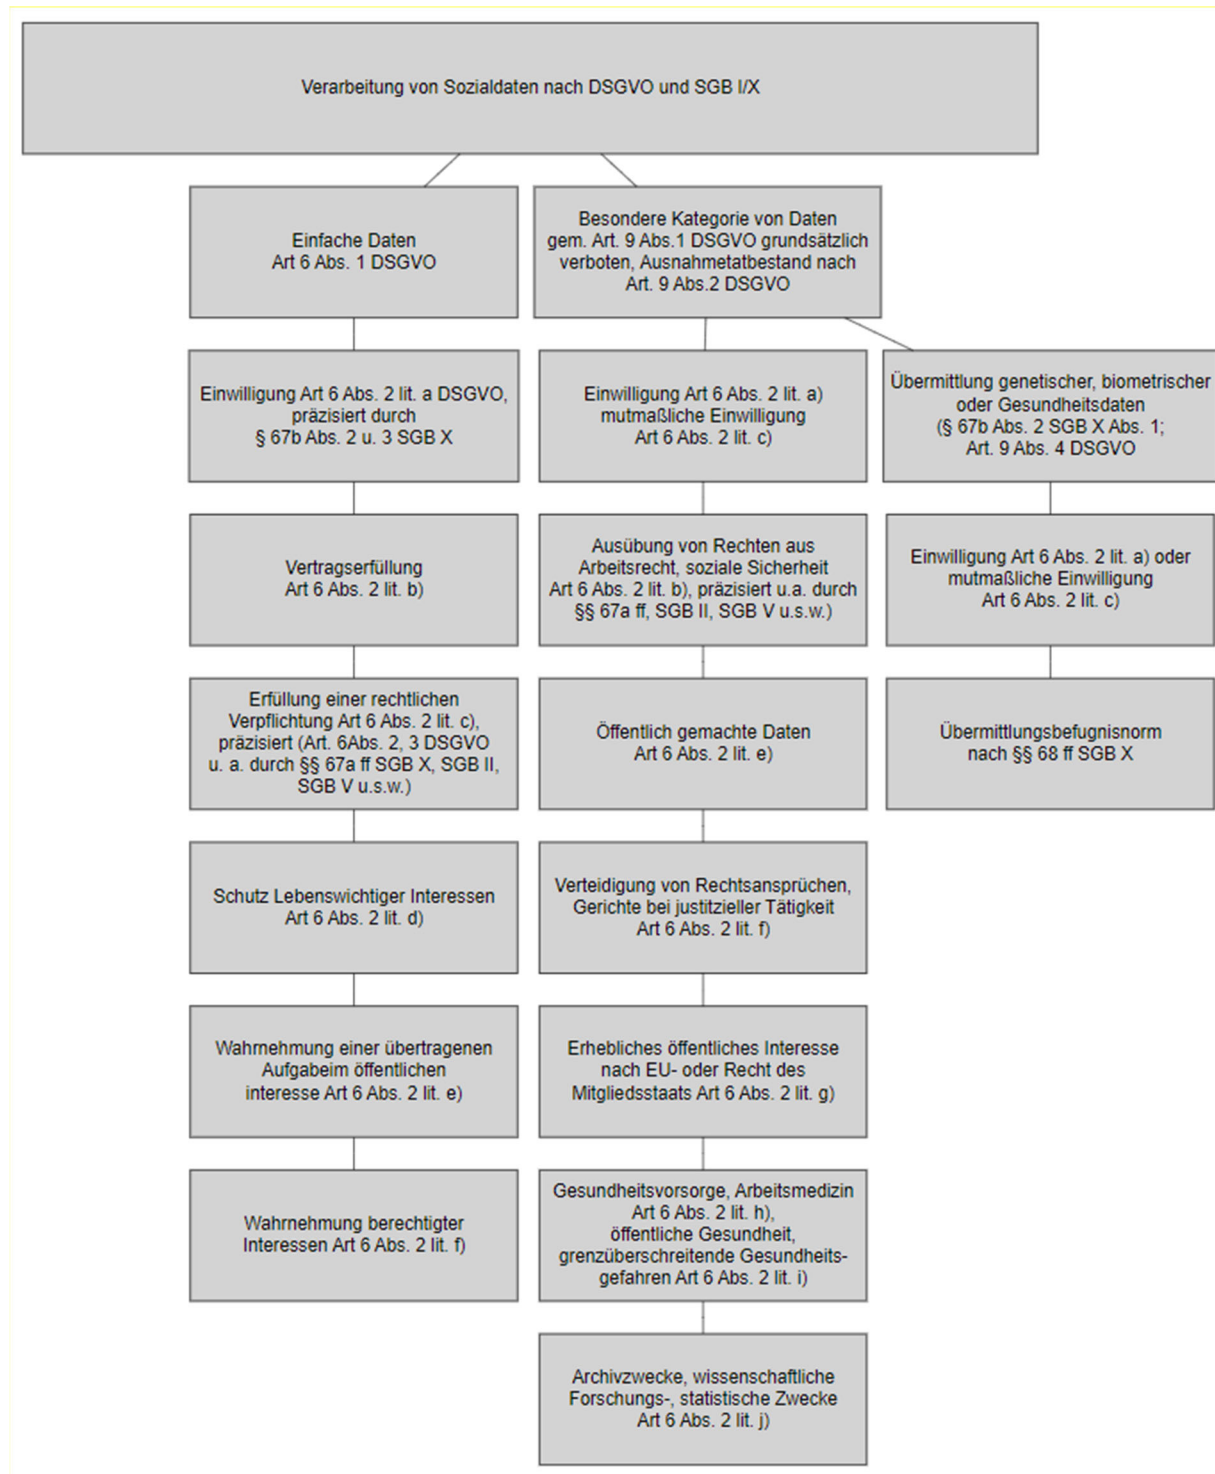 Verarbeitung von Sozialdaten nach DSGVO und SGB I/X
Einfache Daten
Art 6 Abs. 1 DSGVO
Einwilligung Art 6 Abs. 2 lit. a DSGVO,
präzisiert durch
§ 67b Abs. 2 u. 3 SGB X
Vertragserfüllung
Art 6 Abs. 2 lit. b)
Erfüllung einer rechtlichen
Verpflichtung Art 6 Abs. 2 lit. c),
präzisiert (Art. 6Abs. 2, 3 DSGVO
u. a. durch §§ 67a ff SGB X, SGB II,
SGB V u.s.w.)
Schutz Lebenswichtiger Interessen
Art 6 Abs. 2 lit. d)
Wahrnehmung einer übertragenen
Aufgabeim öffentlichen
interesse Art 6 Abs. 2 lit. e)
Wahrnehmung berechtigter
Interessen Art 6 Abs. 2 lit. f)
Besondere Kategorie von Daten
gem. Art. 9 Abs.1 DSGVO grundsätzlich
verboten, Ausnahmetatbestand nach
Art. 9 Abs.2 DSGVO
Einwilligung Art 6 Abs. 2 lit. a)
mutmaßliche Einwilligung
Art 6 Abs. 2 lit. c)
Ausübung von Rechten aus
Arbeitsrecht, soziale Sicherheit
Art 6 Abs. 2 lit. b), präzisiert u.a. durch
§§ 67a ff, SGB II, SGB V u.s.w.)
Öffentlich gemachte Daten
Art 6 Abs. 2 lit. e)
Verteidigung von Rechtsansprüchen,
Gerichte bei justitzieller Tätigkeit
Art 6 Abs. 2 lit. f)
Erhebliches öffentliches Interesse
nach EU- oder Recht des
Mitgliedsstaats Art 6 Abs. 2 lit. g)
Gesundheitsvorsorge, Arbeitsmedizin
Art 6 Abs. 2 lit. h),
öffentliche Gesundheit,
grenzüberschreitende Gesundheits-
gefahren Art 6 Abs. 2 lit. i)
Archivzwecke, wissenschaftliche
Forschungs-, statistische Zwecke
Art 6 Abs. 2 lit. j)
Übermittlung genetischer, biometrischer
oder Gesundheitsdaten
(§ 67b Abs. 2 SGB X Abs. 1;
Art. 9 Abs. 4 DSGVO
Einwilligung Art 6 Abs. 2 lit. a) oder
mutmaßliche Einwilligung
Art 6 Abs. 2 lit. c)
Übermittlungsbefugnisnorm
nach §§ 68 ff SGB X